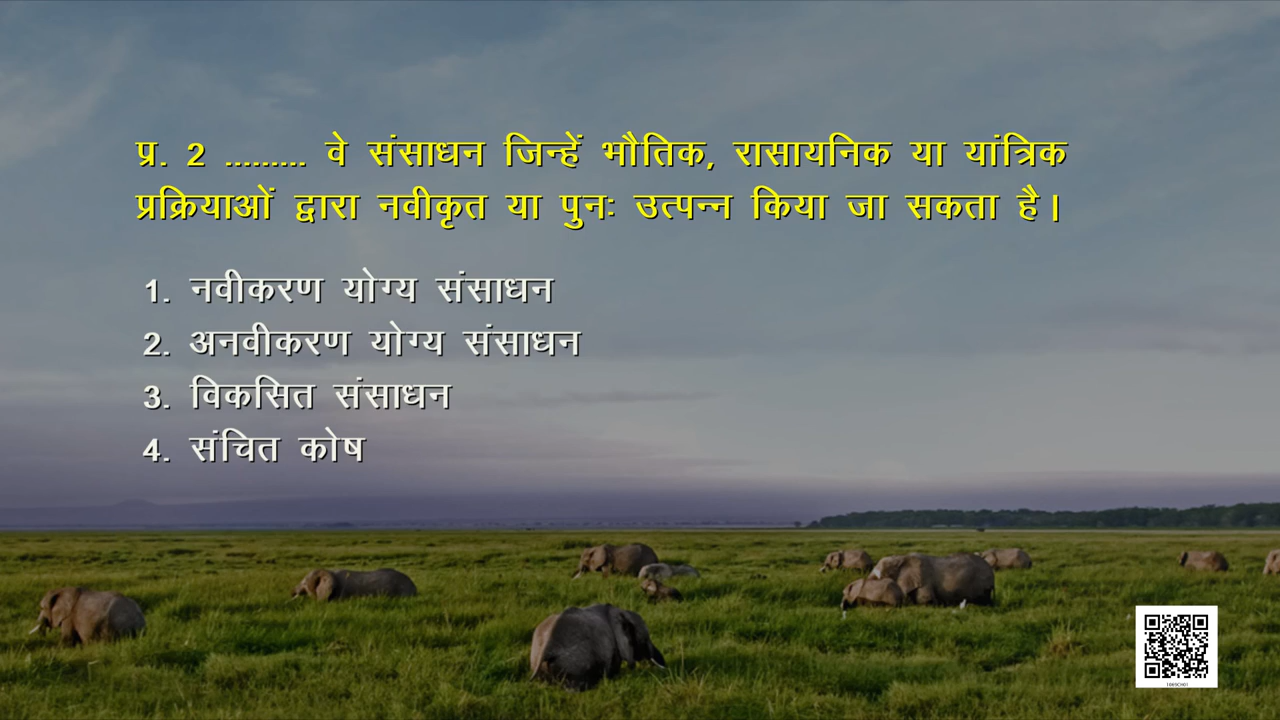 प्र. 2 ......... वे संसाधन जिन्हें भौतिक, रासायनिक या यांत्रिक
प्रक्रियाओं द्वारा नवीकृत या पुनः उत्पन्न किया जा सकता है।
1. नवीकरण योग्य संसाधन
2. अनवीकरण योग्य संसाधन
3. विकसित संसाधन
4. संचित कोष